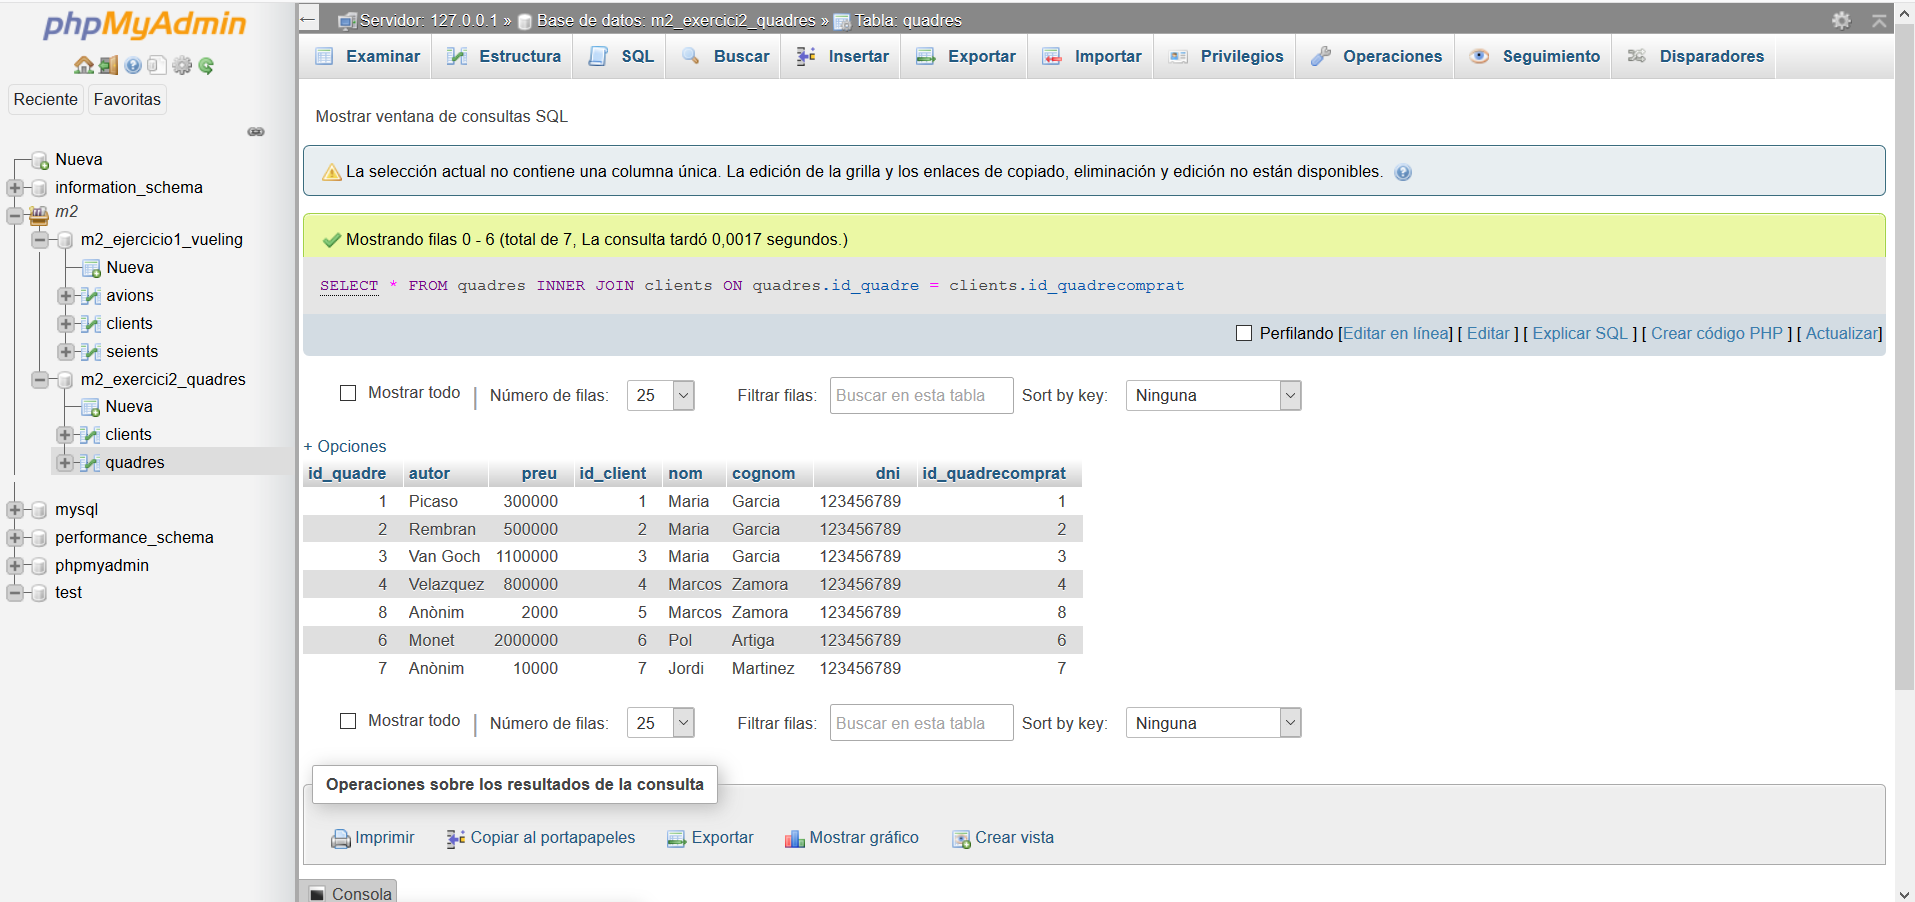 phpMyAdmin
Reciente Favoritas
Nueva
information_schema
m2
m2_ejercicio1_vueling
Nueva
avions
clients
seients
m2_exercici2_quadres
Nueva
clients
quadres
mysql
performance_schema
phpmyadmin
test
Servidor: 127.0.0.1 » Base de datos: m2_exercici2_quadres » Tabla: quadres
Examinar Estructura SQL Buscar Insertar Exportar Importar Privilegios Operaciones Seguimiento Disparadores
Mostrar ventana de consultas SQL
La selección actual no contiene una columna única. La edición de la grilla y los enlaces de copiado, eliminación y edición no están disponibles.
Mostrando filas 0 - 6 (total de 7, La consulta tardó 0,0017 segundos.)
SELECT * FROM quadres INNER JOIN clients ON quadres.id_quadre = clients.id_quadrecomprat
Perfilando [Editar en línea] [ Editar ] [ Explicar SQL ] [ Crear código PHP ] [ Actualizar]
Mostrar todo | Número de filas: 25 Filtrar filas: Buscar en esta tabla Sort by key: Ninguna
+ Opciones
id_quadre autor preu id_client nom cognom dni id_quadrecomprat
1 Picaso 300000 1 Maria Garcia 123456789 1
2 Rembran 500000 2 Maria Garcia 123456789 2
3 Van Goch 1100000 3 Maria Garcia 123456789 3
4 Velazquez 800000 4 Marcos Zamora 123456789 4
8 Anònim 2000 5 Marcos Zamora 123456789 8
6 Monet 2000000 6 Pol Artiga 123456789 6
7 Anònim 10000 7 Jordi Martinez 123456789 7
Mostrar todo | Número de filas: 25 Filtrar filas: Buscar en esta tabla Sort by key: Ninguna
Operaciones sobre los resultados de la consulta
Imprimir Copiar al portapapeles Exportar Mostrar gráfico Crear vista
Consola